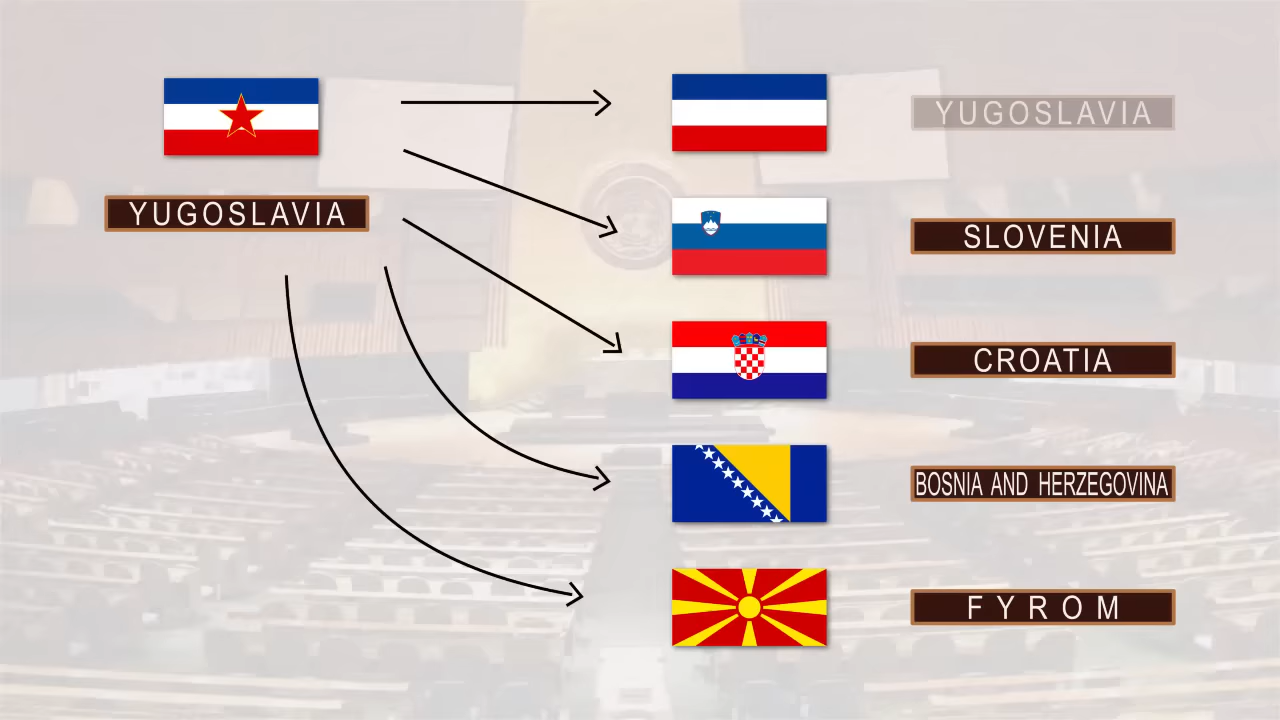 YUGOSLAVIA
YUGOSLAVIA
SLOVENIA
CROATIA
BOSNIA AND HERZEGOVINA
FYROM